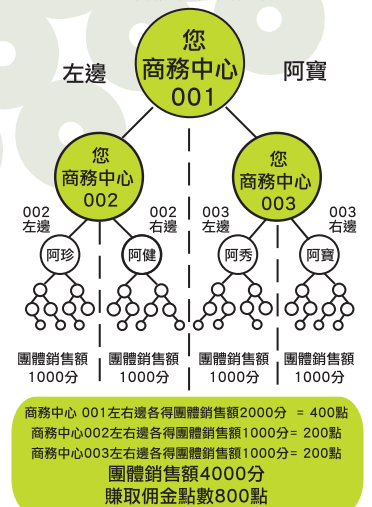 您
商務中心
001
左邊
阿寶
您
商務中心
002
您
商務中心
003
002
左邊
002
右邊
003
左邊
003
右邊
阿珍
阿健
阿秀
阿寶
團體銷售額
1000分
團體銷售額
1000分
團體銷售額
1000分
團體銷售額
1000分
商務中心 001左右邊各得團體銷售額2000分 = 400點
商務中心002左右邊各得團體銷售額1000分= 200點
商務中心003左右邊各得團體銷售額1000分= 200點
團體銷售額4000分
賺取佣金點數800點